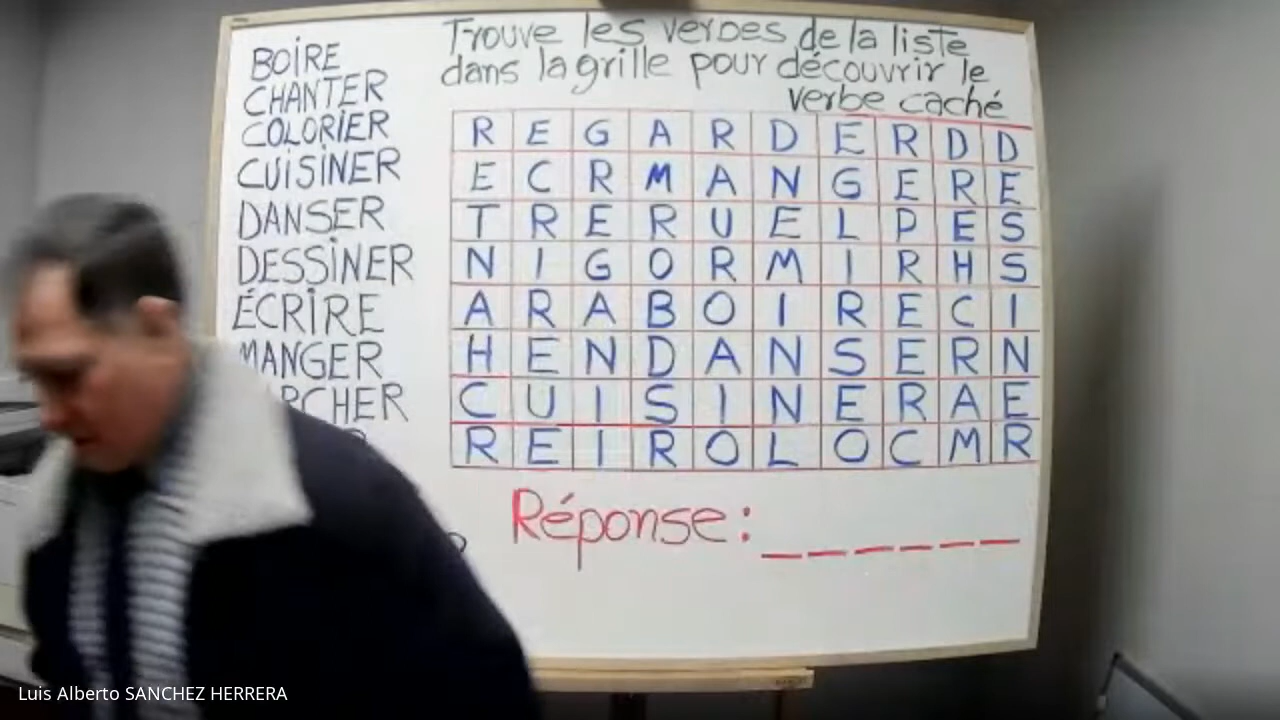 Trouve les verbes de la liste
dans la grille pour découvrir le
verbe caché
BOIRE
CHANTER
COLORIER
CUISINER
DANSER
DESSINER
ÉCRIRE
MANGER
RCHER
R E G A R D E R D D
E C R M A N G E R E
T R E R U E L P E S
N I G O R M I R H S
A R A B O I R E C I
H E N D A N S E R N
C U I S I N E R A E
R E I R O L O C M R
Réponse: _ _ _ _ _ _
Luis Alberto SANCHEZ HERRERA